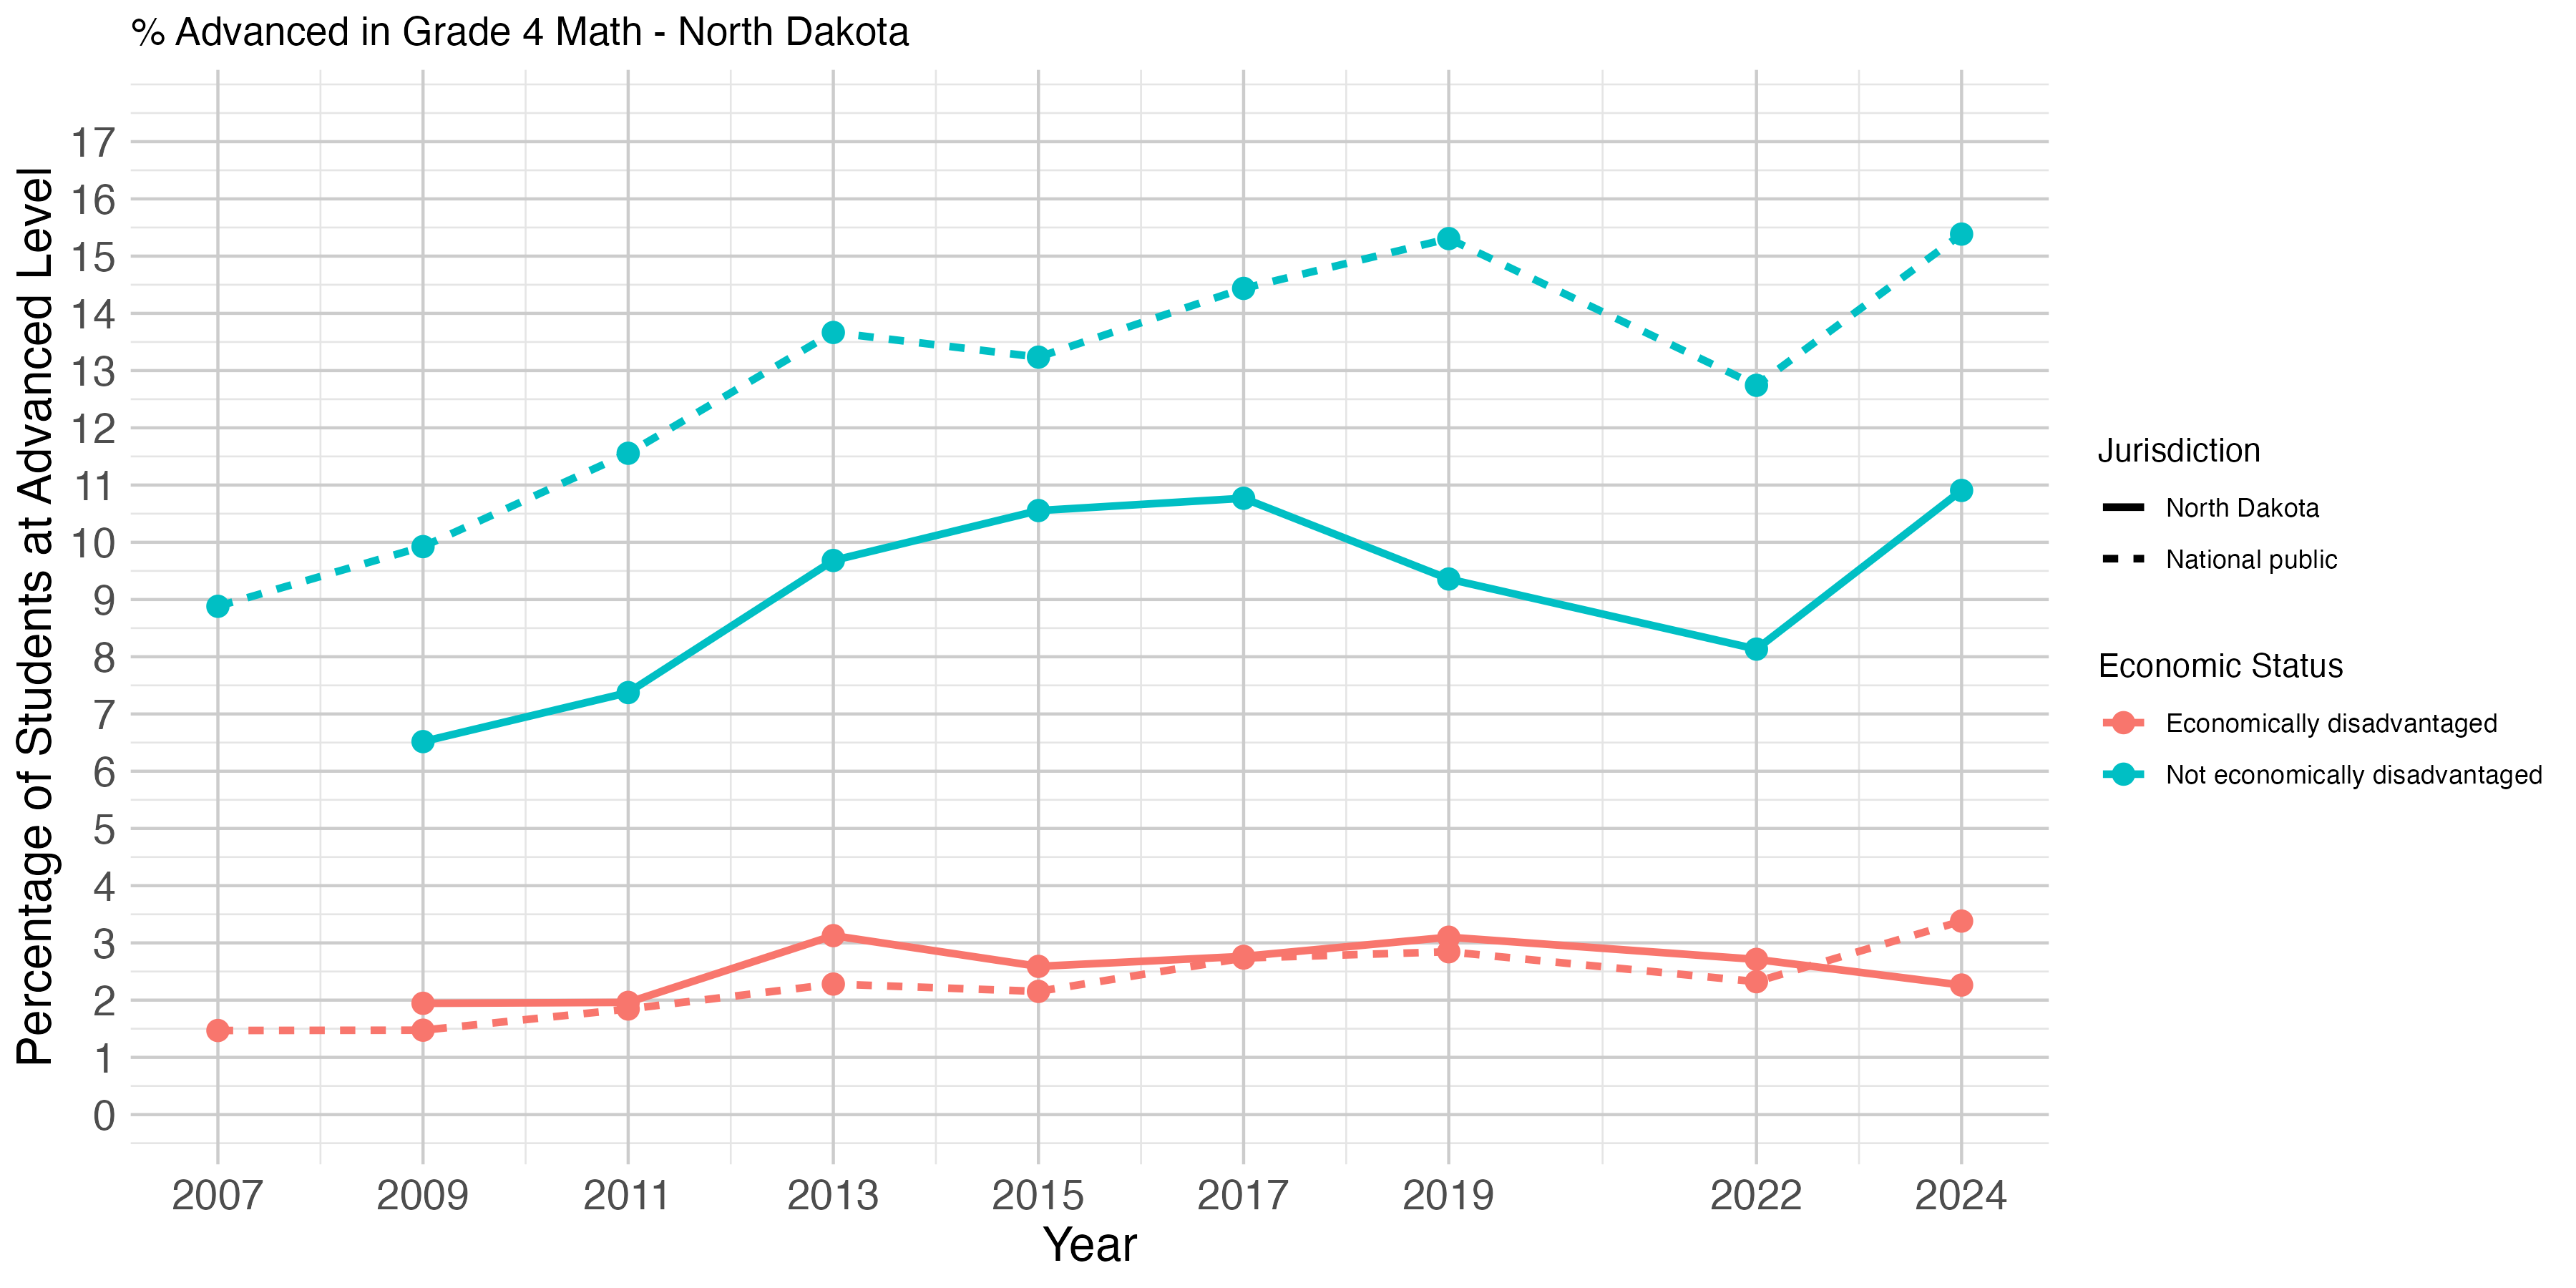 % Advanced in Grade 4 Math - North Dakota
Percentage of Students at Advanced Level
17
16
15
14
13
12
11
10
9
8
7
6
5
4
3
2
1
0
2007 2009 2011 2013 2015 2017 2019 2022 2024
Year
Jurisdiction
North Dakota
National public
Economic Status
Economically disadvantaged
Not economically disadvantaged